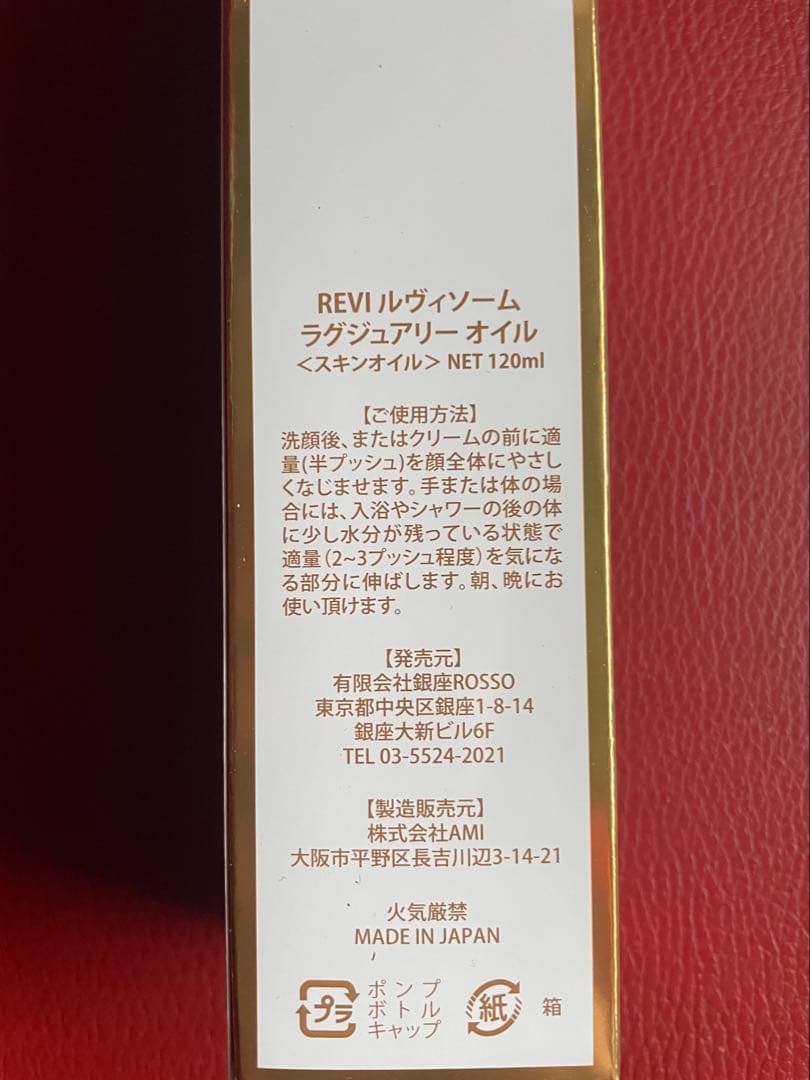 REVI ルヴィソーム
ラグジュアリー オイル
＜スキンオイル＞ NET 120ml
【ご使用方法】
洗顔後、またはクリームの前に適
量(半プッシュ)を顔全体にやさし
くなじませます。手または体の場
合には、入浴やシャワーの後の体
に少し水分が残っている状態で
適量（2~3プッシュ程度）を気にな
る部分に伸ばします。朝、晩にお
使い頂けます。
【発売元】
有限会社銀座ROSSO
東京都中央区銀座1-8-14
銀座大新ビル6F
TEL 03-5524-2021
【製造販売元】
株式会社AMI
大阪市平野区長吉川辺3-14-21
火気厳禁
MADE IN JAPAN
プラ
ポンプ
ボトル
キャップ
紙
箱